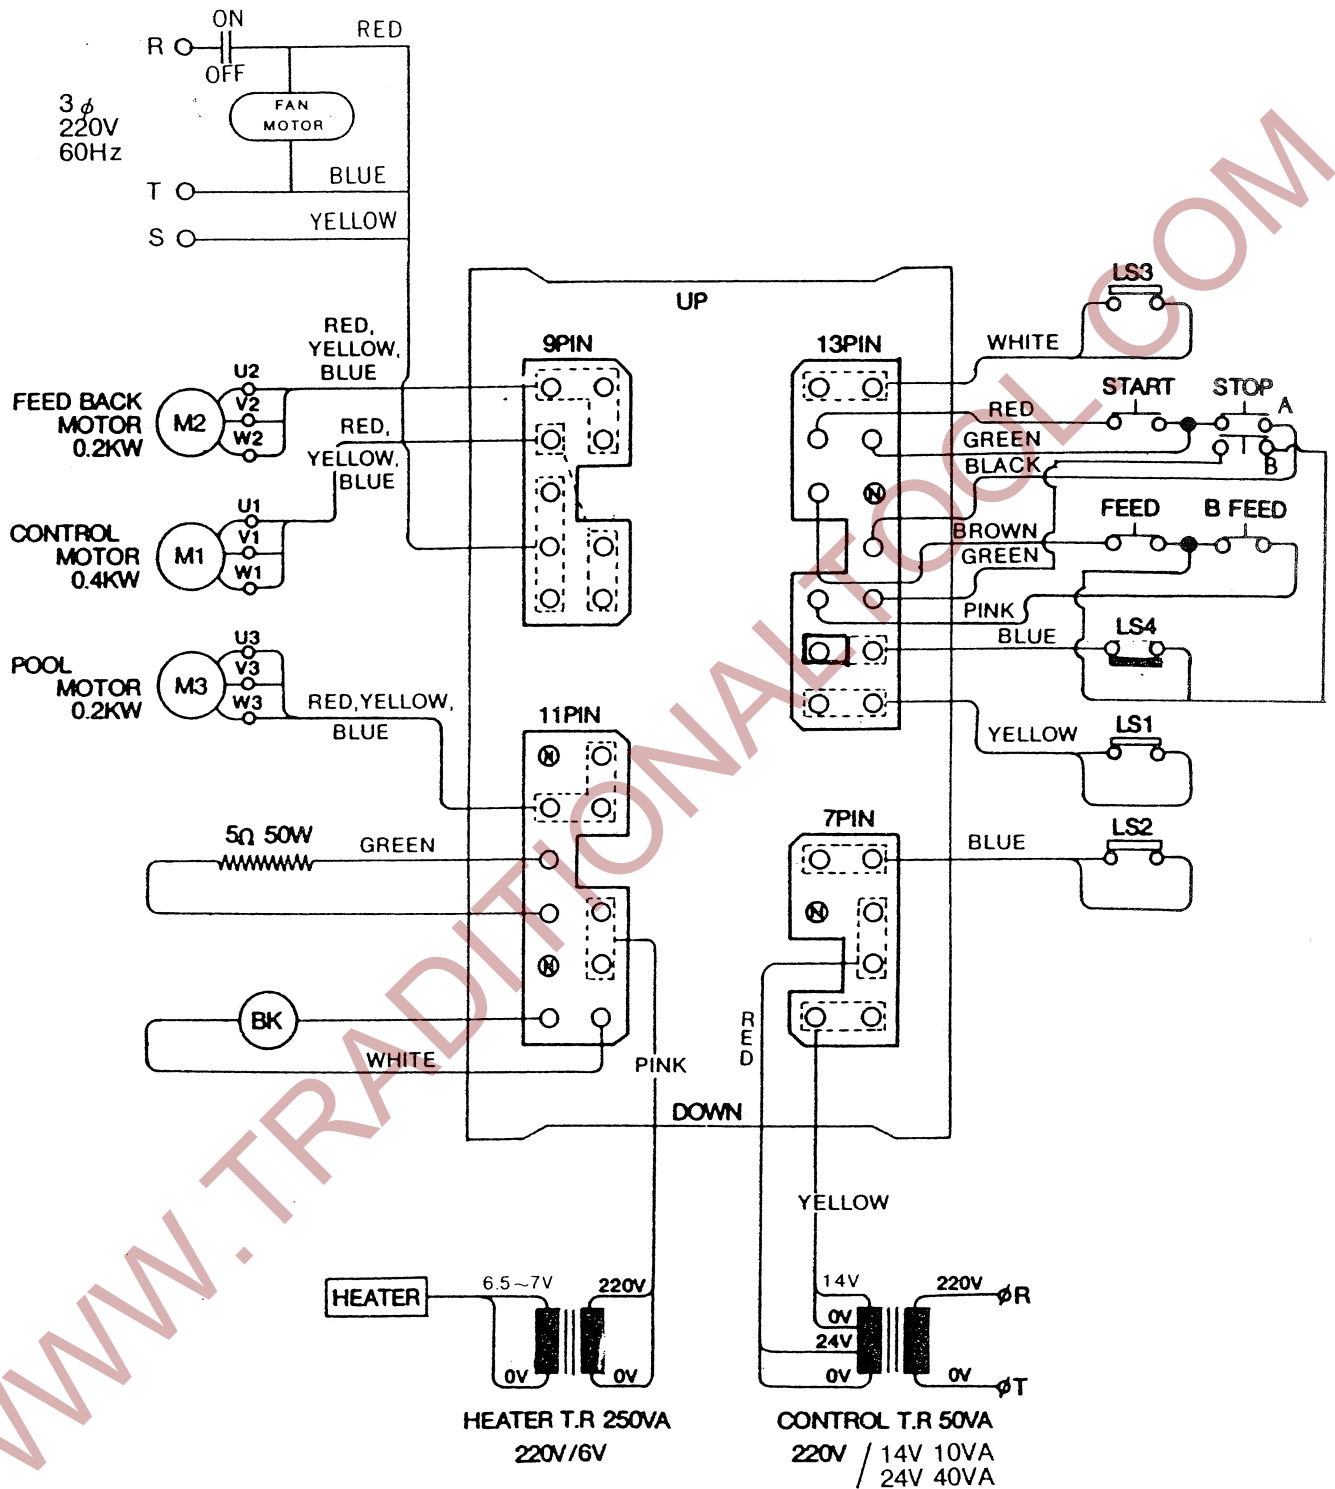 ON
R
RED
OFF
3φ
220V
60Hz
FAN
MOTOR
T
BLUE
S
YELLOW
UP
RED,
YELLOW,
BLUE
9PIN
13PIN
WHITE
LS3
FEED BACK
MOTOR
0.2KW
M2
U2
V2
W2
RED,
YELLOW,
BLUE
RED
GREEN
BLACK
START
STOP
A
B
N
CONTROL
MOTOR
0.4KW
M1
U1
V1
W1
BROWN
GREEN
FEED
B FEED
PINK
BLUE
LS4
POOL
MOTOR
0.2KW
M3
U3
V3
W3
RED,YELLOW,
BLUE
11PIN
N
YELLOW
LS1
7PIN
5Ω 50W
GREEN
BLUE
LS2
N
N
BK
WHITE
PINK
RED
DOWN
YELLOW
HEATER
6.5~7V
220V
0V
0V
14V
0V
24V
0V
220V
R
0V
T
HEATER T.R 250VA
220V/6V
CONTROL T.R 50VA
220V / 14V 10VA
24V 40VA
WWW.TRADITIONALTOOL.COM